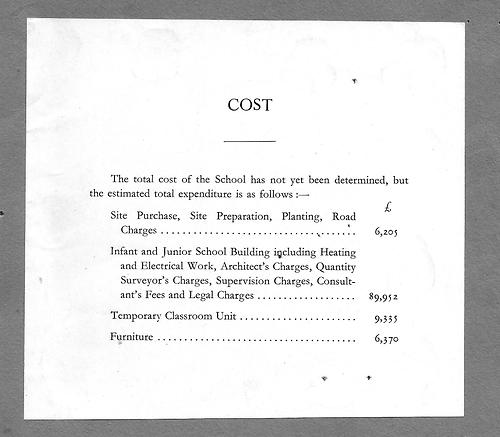 COST
The total cost of the School has not yet been determined, but
the estimated total expenditure is as follows :—
£
Site Purchase, Site Preparation, Planting, Road
Charges ................................... 6,205
Infant and Junior School Building including Heating
and Electrical Work, Architect's Charges, Quantity
Surveyor's Charges, Supervision Charges, Consult-
ant's Fees and Legal Charges .................. 89,952
Temporary Classroom Unit ..................... 9,335
Furniture .................................... 6,370